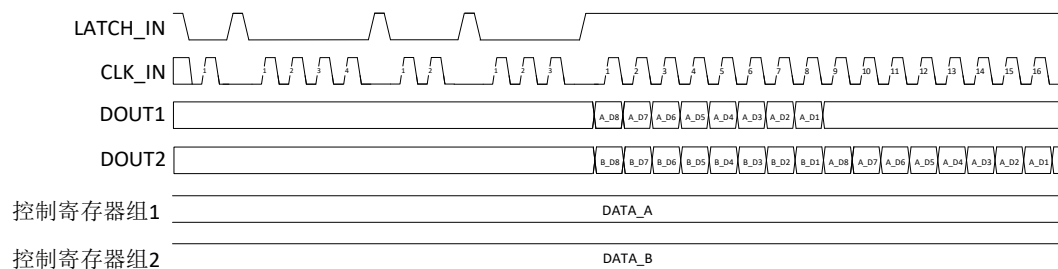 LATCH_IN
CLK_IN 1 1 2 3 4 1 2 1 2 3 1 2 3 4 5 6 7 8 9 10 11 12 13 14 15 16
DOUT1 A_D8 A_D7 A_D6 A_D5 A_D4 A_D3 A_D2 A_D1
DOUT2 B_D8 B_D7 B_D6 B_D5 B_D4 B_D3 B_D2 B_D1 A_D8 A_D7 A_D6 A_D5 A_D4 A_D3 A_D2 A_D1
控制寄存器组1 DATA_A
控制寄存器组2 DATA_B